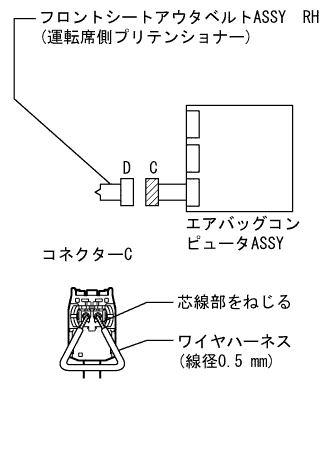 フロントシートアウタベルトASSY RH
(運転席側プリテンショナー)
D C
エアバッグコン
ピュータASSY
コネクターC
芯線部をねじる
ワイヤハーネス
(線径0.5 mm)